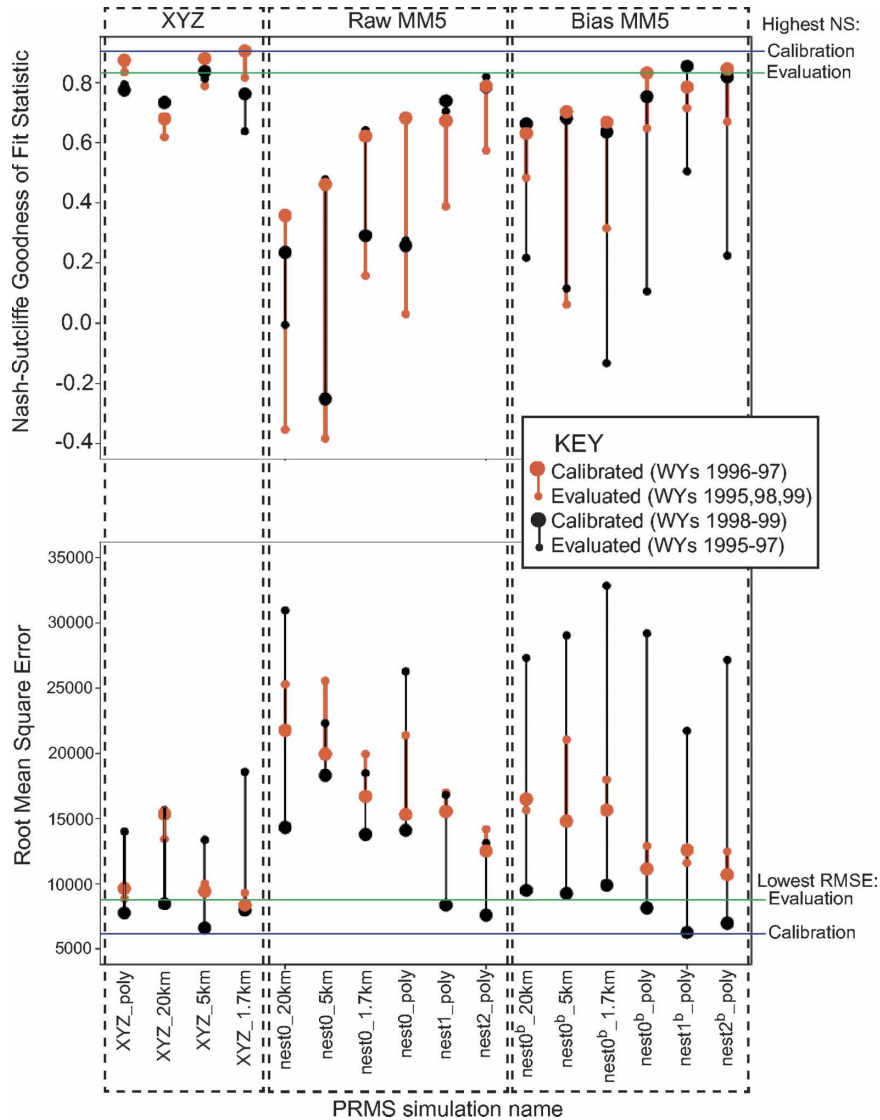 XYZ Raw MM5 Bias MM5
Highest NS:
Calibration
Evaluation
Nash-Sutcliffe Goodness of Fit Statistic
0.8
0.6
0.4
0.2
0.0
-0.2
-0.4
KEY
Calibrated (WYs 1996-97)
Evaluated (WYs 1995,98,99)
Calibrated (WYs 1998-99)
Evaluated (WYs 1995-97)
Root Mean Square Error
35000
30000
25000
20000
15000
10000
5000
Lowest RMSE:
Evaluation
Calibration
XYZ_poly
XYZ_20km
XYZ_5km
XYZ_1.7km
nest0_20km
nest0_5km
nest0_1.7km
nest0_poly
nest1_poly
nest2_poly
nest0ᵇ_20km
nest0ᵇ_5km
nest0ᵇ_1.7km
nest0ᵇ_poly
nest1ᵇ_poly
nest2ᵇ_poly
PRMS simulation name